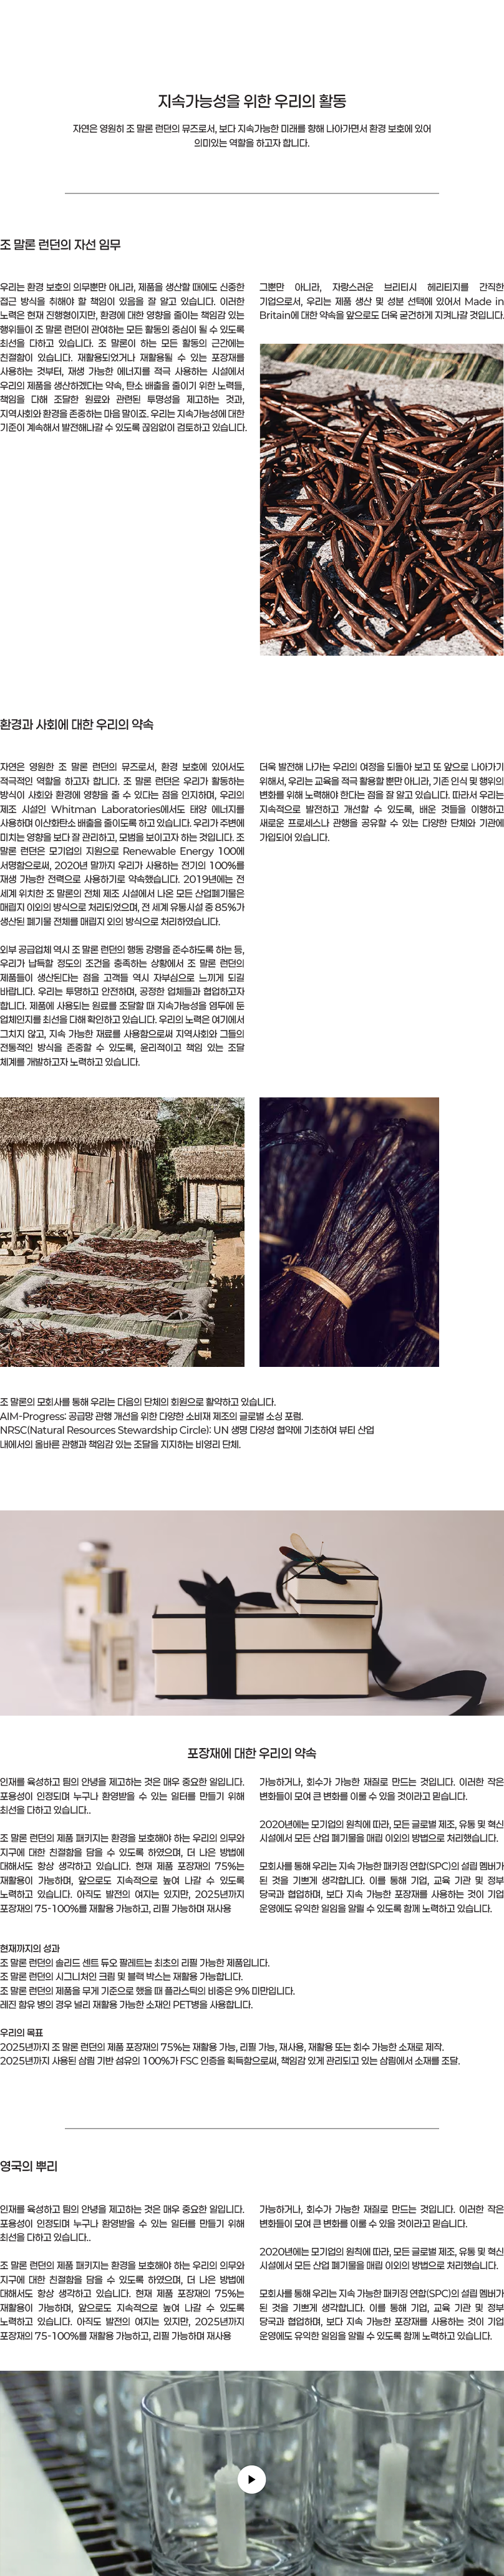 지속가능성을 위한 우리의 활동
자연은 영원히 조 말론 런던의 뮤즈로서, 보다 지속가능한 미래를 향해 나아가면서 환경 보호에 있어
의미있는 역할을 하고자 합니다.
조 말론 런던의 자선 임무
우리는 환경 보호의 의무뿐만 아니라, 제품을 생산할 때에도 신중한
접근 방식을 취해야 할 책임이 있음을 잘 알고 있습니다. 이러한
노력은 현재 진행형이지만, 환경에 대한 영향을 줄이는 책임감 있는
행위들이 조 말론 런던이 관여하는 모든 활동의 중심이 될 수 있도록
최선을 다하고 있습니다. 조 말론이 하는 모든 활동의 근간에는
친절함이 있습니다. 재활용되었거나 재활용될 수 있는 포장재를
사용하는 것부터, 재생 가능한 에너지를 적극 사용하는 시설에서
우리의 제품을 생산하겠다는 약속, 탄소 배출을 줄이기 위한 노력들,
책임을 다해 조달한 원료와 관련된 투명성을 제고하는 것과,
지역사회와 환경을 존중하는 마음 말이죠. 우리는 지속가능성에 대한
기준이 계속해서 발전해나갈 수 있도록 끊임없이 검토하고 있습니다.
그뿐만 아니라, 자랑스러운 브리티시 헤리티지를 간직한
기업으로서, 우리는 제품 생산 및 성분 선택에 있어서 Made in
Britain에 대한 약속을 앞으로도 더욱 굳건하게 지켜나갈 것입니다.
환경과 사회에 대한 우리의 약속
자연은 영원한 조 말론 런던의 뮤즈로서, 환경 보호에 있어서도
적극적인 역할을 하고자 합니다. 조 말론 런던은 우리가 활동하는
방식이 사회와 환경에 영향을 줄 수 있다는 점을 인지하며, 우리의
제조 시설인 Whitman Laboratories에서도 태양 에너지를
사용하며 이산화탄소 배출을 줄이도록 하고 있습니다. 우리가 주변에
미치는 영향을 보다 잘 관리하고, 모범을 보이고자 하는 것입니다. 조
말론 런던은 모기업의 지원으로 Renewable Energy 100에
서명함으로써, 2020년 말까지 우리가 사용하는 전기의 100%를
재생 가능한 전력으로 사용하기로 약속했습니다. 2019년에는 전
세계 위치한 조 말론의 전체 제조 시설에서 나온 모든 산업폐기물은
매립지 이외의 방식으로 처리되었으며, 전 세계 유통시설 중 85%가
생산된 폐기물 전체를 매립지 외의 방식으로 처리하였습니다.
외부 공급업체 역시 조 말론 런던의 행동 강령을 준수하도록 하는 등,
우리가 납득할 정도의 조건을 충족하는 상황에서 조 말론 런던의
제품들이 생산된다는 점을 고객들 역시 자부심으로 느끼게 되길
바랍니다. 우리는 투명하고 안전하며, 공정한 업체들과 협업하고자
합니다. 제품에 사용되는 원료를 조달할 때 지속가능성을 염두에 둔
업체인지를 최선을 다해 확인하고 있습니다. 우리의 노력은 여기에서
그치지 않고, 지속 가능한 재료를 사용함으로써 지역사회와 그들의
전통적인 방식을 존중할 수 있도록, 윤리적이고 책임 있는 조달
체계를 개발하고자 노력하고 있습니다.
더욱 발전해 나가는 우리의 여정을 되돌아 보고 또 앞으로 나아가기
위해서, 우리는 교육을 적극 활용할 뿐만 아니라, 기존 인식 및 행위의
변화를 위해 노력해야 한다는 점을 잘 알고 있습니다. 따라서 우리는
지속적으로 발전하고 개선할 수 있도록, 배운 것들을 이행하고
새로운 프로세스나 관행을 공유할 수 있는 다양한 단체와 기관에
가입되어 있습니다.
조 말론의 모회사를 통해 우리는 다음의 단체의 회원으로 활약하고 있습니다.
AIM-Progress: 공급망 관행 개선을 위한 다양한 소비재 제조의 글로벌 소싱 포럼.
NRSC(Natural Resources Stewardship Circle): UN 생명 다양성 협약에 기초하여 뷰티 산업
내에서의 올바른 관행과 책임감 있는 조달을 지지하는 비영리 단체.
포장재에 대한 우리의 약속
인재를 육성하고 팀의 안녕을 제고하는 것은 매우 중요한 일입니다.
포용성이 인정되며 누구나 환영받을 수 있는 일터를 만들기 위해
최선을 다하고 있습니다..
조 말론 런던의 제품 패키지는 환경을 보호해야 하는 우리의 의무와
지구에 대한 친절함을 담을 수 있도록 하였으며, 더 나은 방법에
대해서도 항상 생각하고 있습니다. 현재 제품 포장재의 75%는
재활용이 가능하며, 앞으로도 지속적으로 높여 나갈 수 있도록
노력하고 있습니다. 아직도 발전의 여지는 있지만, 2025년까지
포장재의 75-100%를 재활용 가능하고, 리필 가능하며 재사용
가능하거나, 회수가 가능한 재질로 만드는 것입니다. 이러한 작은
변화들이 모여 큰 변화를 이룰 수 있을 것이라고 믿습니다.
2020년에는 모기업의 원칙에 따라, 모든 글로벌 제조, 유통 및 혁신
시설에서 모든 산업 폐기물을 매립 이외의 방법으로 처리했습니다.
모회사를 통해 우리는 지속 가능한 패키징 연합(SPC)의 설립 멤버가
된 것을 기쁘게 생각합니다. 이를 통해 기업, 교육 기관 및 정부
당국과 협업하며, 보다 지속 가능한 포장재를 사용하는 것이 기업
운영에도 유익한 일임을 알릴 수 있도록 함께 노력하고 있습니다.
현재까지의 성과
조 말론 런던의 솔리드 센트 듀오 팔레트는 최초의 리필 가능한 제품입니다.
조 말론 런던의 시그니처인 크림 및 블랙 박스는 재활용 가능합니다.
조 말론 런던의 제품을 무게 기준으로 했을 때 플라스틱의 비중은 9% 미만입니다.
레진 함유 병의 경우 널리 재활용 가능한 소재인 PET병을 사용합니다.
우리의 목표
2025년까지 조 말론 런던의 제품 포장재의 75%는 재활용 가능, 리필 가능, 재사용, 재활용 또는 회수 가능한 소재로 제작.
2025년까지 사용된 삼림 기반 섬유의 100%가 FSC 인증을 획득함으로써, 책임감 있게 관리되고 있는 삼림에서 소재를 조달.
영국의 뿌리
인재를 육성하고 팀의 안녕을 제고하는 것은 매우 중요한 일입니다.
포용성이 인정되며 누구나 환영받을 수 있는 일터를 만들기 위해
최선을 다하고 있습니다..
조 말론 런던의 제품 패키지는 환경을 보호해야 하는 우리의 의무와
지구에 대한 친절함을 담을 수 있도록 하였으며, 더 나은 방법에
대해서도 항상 생각하고 있습니다. 현재 제품 포장재의 75%는
재활용이 가능하며, 앞으로도 지속적으로 높여 나갈 수 있도록
노력하고 있습니다. 아직도 발전의 여지는 있지만, 2025년까지
포장재의 75-100%를 재활용 가능하고, 리필 가능하며 재사용
가능하거나, 회수가 가능한 재질로 만드는 것입니다. 이러한 작은
변화들이 모여 큰 변화를 이룰 수 있을 것이라고 믿습니다.
2020년에는 모기업의 원칙에 따라, 모든 글로벌 제조, 유통 및 혁신
시설에서 모든 산업 폐기물을 매립 이외의 방법으로 처리했습니다.
모회사를 통해 우리는 지속 가능한 패키징 연합(SPC)의 설립 멤버가
된 것을 기쁘게 생각합니다. 이를 통해 기업, 교육 기관 및 정부
당국과 협업하며, 보다 지속 가능한 포장재를 사용하는 것이 기업
운영에도 유익한 일임을 알릴 수 있도록 함께 노력하고 있습니다.